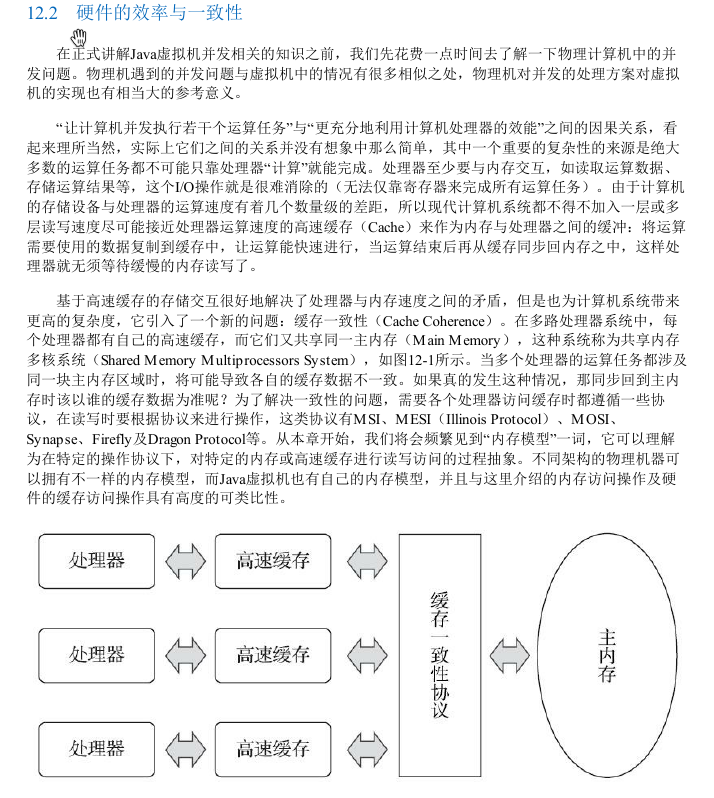 12.2 硬件的效率与一致性
在正式讲解Java虚拟机并发相关的知识之前，我们先花费一点时间去了解一下物理计算机中的并
发问题。物理机遇到的并发问题与虚拟机中的情况有很多相似之处，物理机对并发的处理方案对虚拟
机的实现也有相当大的参考意义。
“让计算机并发执行若干个运算任务”与“更充分地利用计算机处理器的效能”之间的因果关系，看
起来理所当然，实际上它们之间的关系并没有想象中那么简单，其中一个重要的复杂性的来源是绝大
多数的运算任务都不可能只靠处理器“计算”就能完成。处理器至少要与内存交互，如读取运算数据、
存储运算结果等，这个I/O操作就是很难消除的（无法仅靠寄存器来完成所有运算任务）。由于计算机
的存储设备与处理器的运算速度有着几个数量级的差距，所以现代计算机系统都不得不加入一层或多
层读写速度尽可能接近处理器运算速度的高速缓存（Cache）来作为内存与处理器之间的缓冲：将运算
需要使用的数据复制到缓存中，让运算能快速进行，当运算结束后再从缓存同步回内存之中，这样处
理器就无须等待缓慢的内存读写了。
基于高速缓存的存储交互很好地解决了处理器与内存速度之间的矛盾，但是也为计算机系统带来
更高的复杂度，它引入了一个新的问题：缓存一致性（Cache Coherence）。在多路处理器系统中，每
个处理器都有自己的高速缓存，而它们又共享同一主内存（Main Memory），这种系统称为共享内存
多核系统（Shared Memory Multiprocessors System），如图12-1所示。当多个处理器的运算任务都涉及
同一块主内存区域时，将可能导致各自的缓存数据不一致。如果真的发生这种情况，那同步回到主内
存时该以谁的缓存数据为准呢？为了解决一致性的问题，需要各个处理器访问缓存时都遵循一些协
议，在读写时要根据协议来进行操作，这类协议有MSI、MESI（Illinois Protocol）、MOSI、
Synapse、Firefly及Dragon Protocol等。从本章开始，我们将会频繁见到“内存模型”一词，它可以理解
为在特定的操作协议下，对特定的内存或高速缓存进行读写访问的过程抽象。不同架构的物理机器可
以拥有不一样的内存模型，而Java虚拟机也有自己的内存模型，并且与这里介绍的内存访问操作及硬
件的缓存访问操作具有高度的可类比性。
处理器
高速缓存
处理器
高速缓存
处理器
高速缓存
缓存一致性协议
主内存